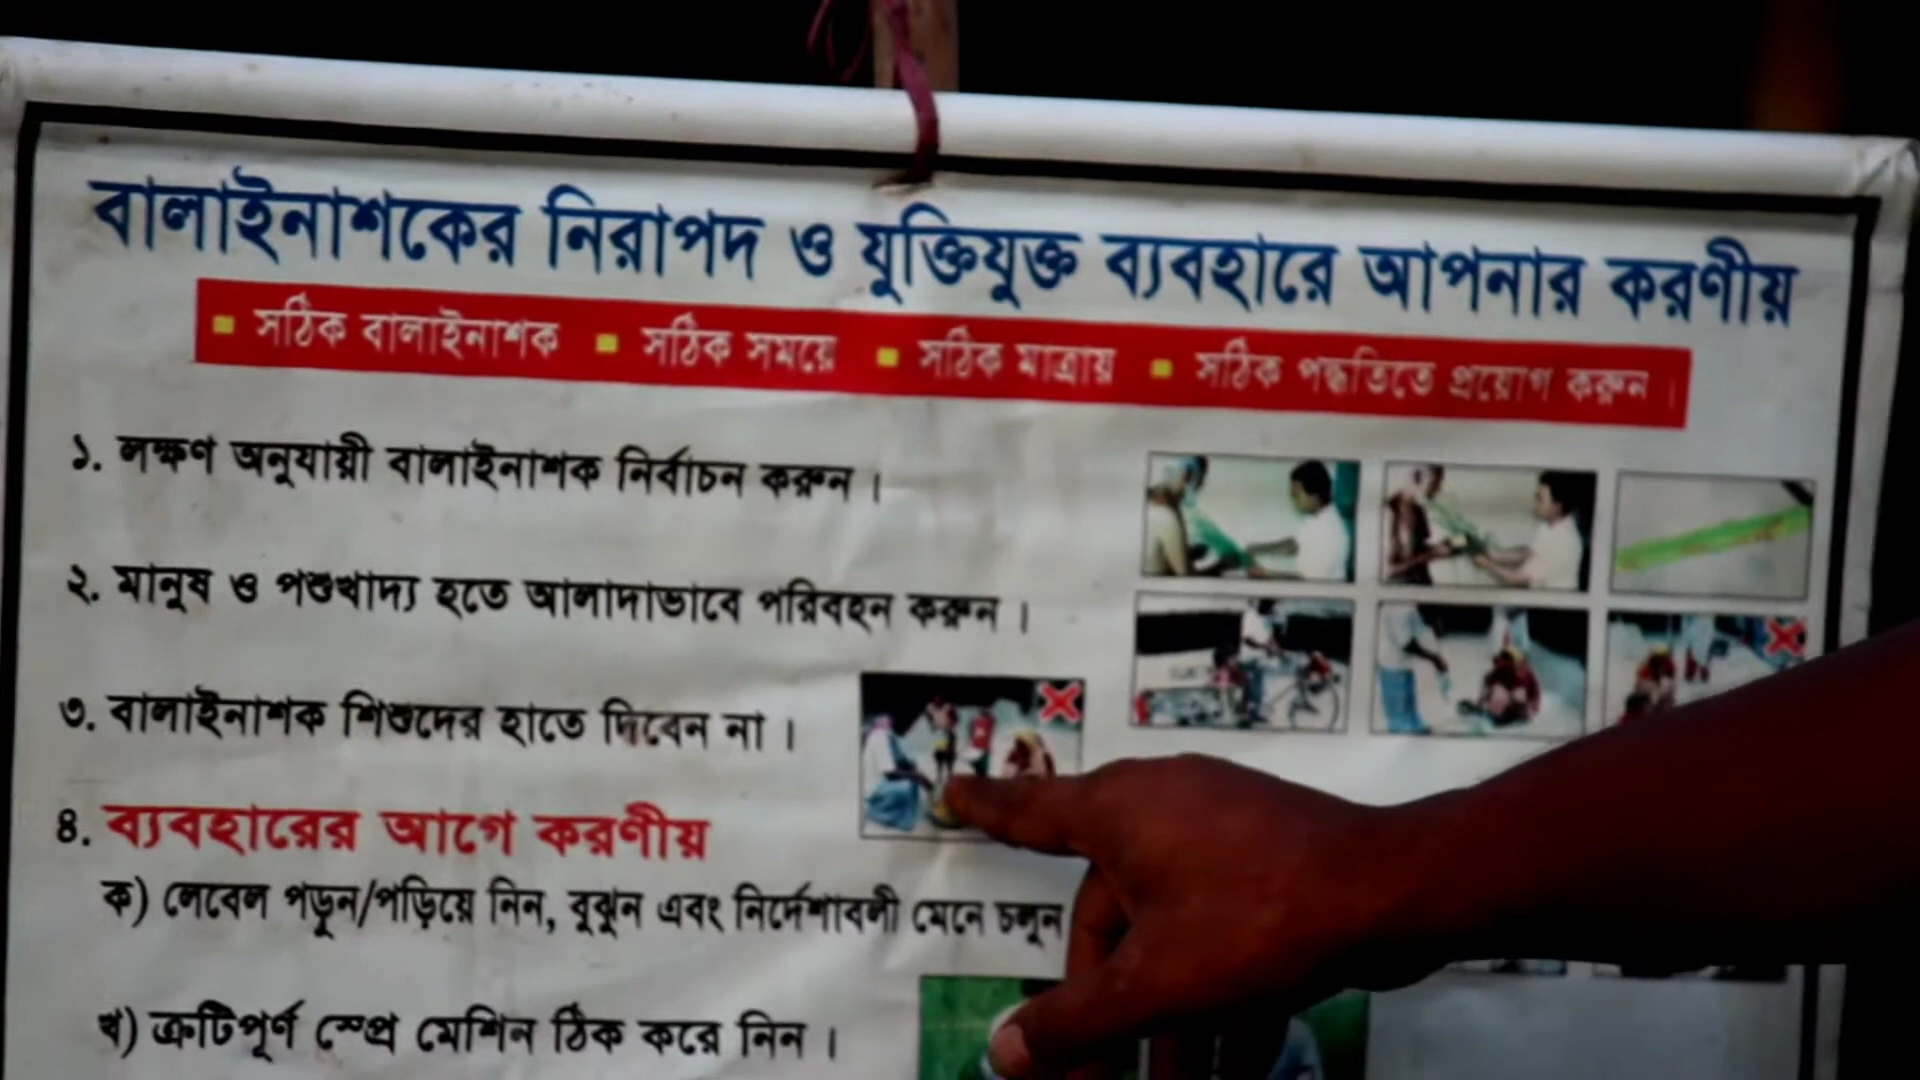 বালাইনাশকের নিরাপদ ও যুক্তিযুক্ত ব্যবহারে আপনার করণীয়
সঠিক বালাইনাশক সঠিক সময়ে সঠিক মাত্রায় সঠিক পদ্ধতিতে প্রয়োগ করুন।
১. লক্ষণ অনুযায়ী বালাইনাশক নির্বাচন করুন।
২. মানুষ ও পশুখাদ্য হতে আলাদাভাবে পরিবহন করুন।
৩. বালাইনাশক শিশুদের হাতে দিবেন না।
৪. ব্যবহারের আগে করণীয়
ক) লেবেল পড়ুন/পড়িয়ে নিন, বুঝুন এবং নির্দেশাবলী মেনে চলুন
খ) ত্রুটিপূর্ণ স্প্রে মেশিন ঠিক করে নিন।